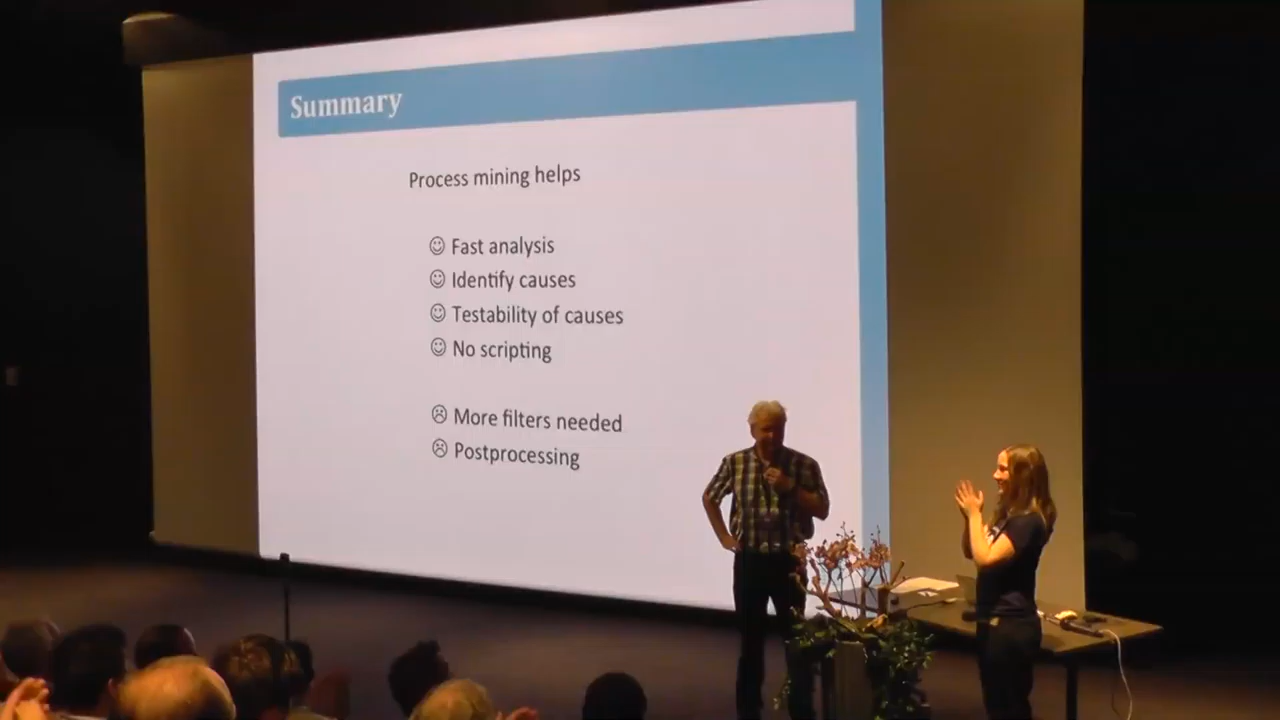 Summary
Process mining helps
☺ Fast analysis
☺ Identify causes
☺ Testability of causes
☺ No scripting
☹ More filters needed
☹ Postprocessing